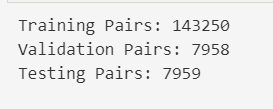 Training Pairs: 143250
Validation Pairs: 7958
Testing Pairs: 7959